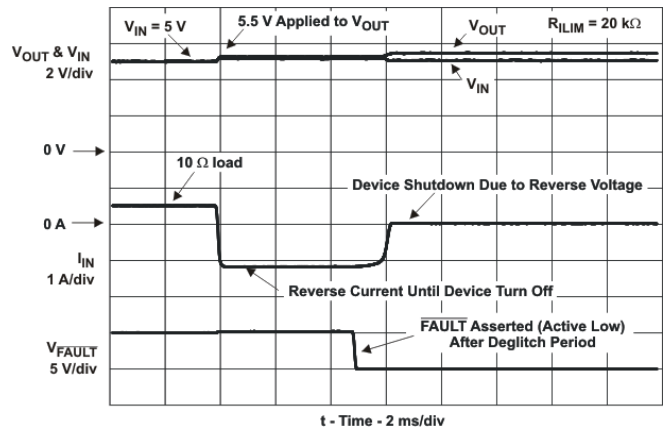 V_IN = 5 V
5.5 V Applied to V_OUT
R_ILIM = 20 kΩ
V_OUT & V_IN
2 V/div
V_OUT
V_IN
0 V
10 Ω load
Device Shutdown Due to Reverse Voltage
0 A
I_IN
1 A/div
Reverse Current Until Device Turn Off
V_F̅A̅U̅L̅T̅
5 V/div
F̅A̅U̅L̅T̅ Asserted (Active Low)
After Deglitch Period
t - Time - 2 ms/div